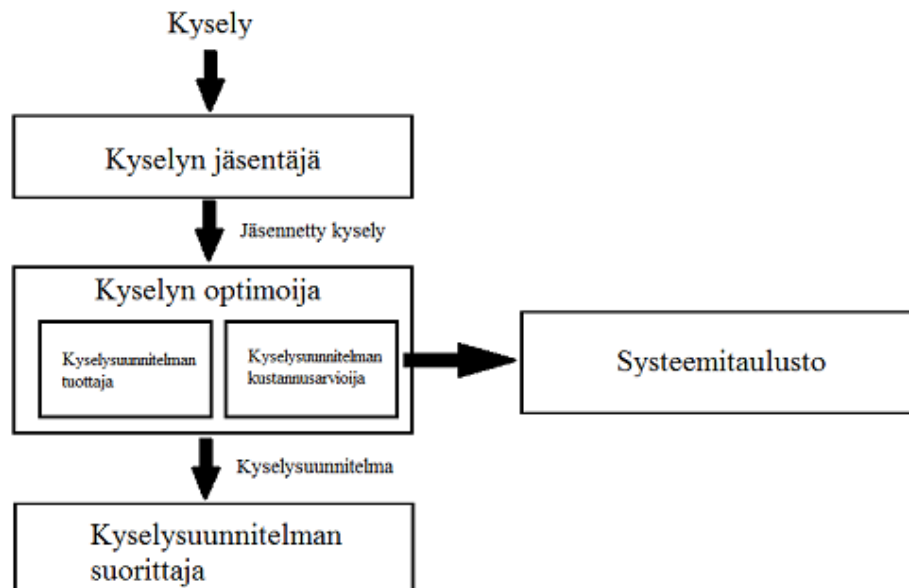 Kysely
Kyselyn jäsentäjä
Jäsennetty kysely
Kyselyn optimoija
Kyselysuunnitelman
tuottaja
Kyselysuunnitelman
kustannusarvioija
Systeemitaulusto
Kyselysuunnitelma
Kyselysuunnitelman
suorittaja